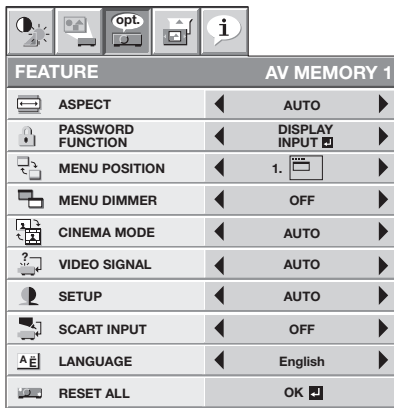 opt.
i
FEATURE AV MEMORY 1
ASPECT AUTO
PASSWORD FUNCTION DISPLAY INPUT
MENU POSITION 1.
MENU DIMMER OFF
CINEMA MODE AUTO
VIDEO SIGNAL AUTO
SETUP AUTO
SCART INPUT OFF
A È LANGUAGE English
RESET ALL OK